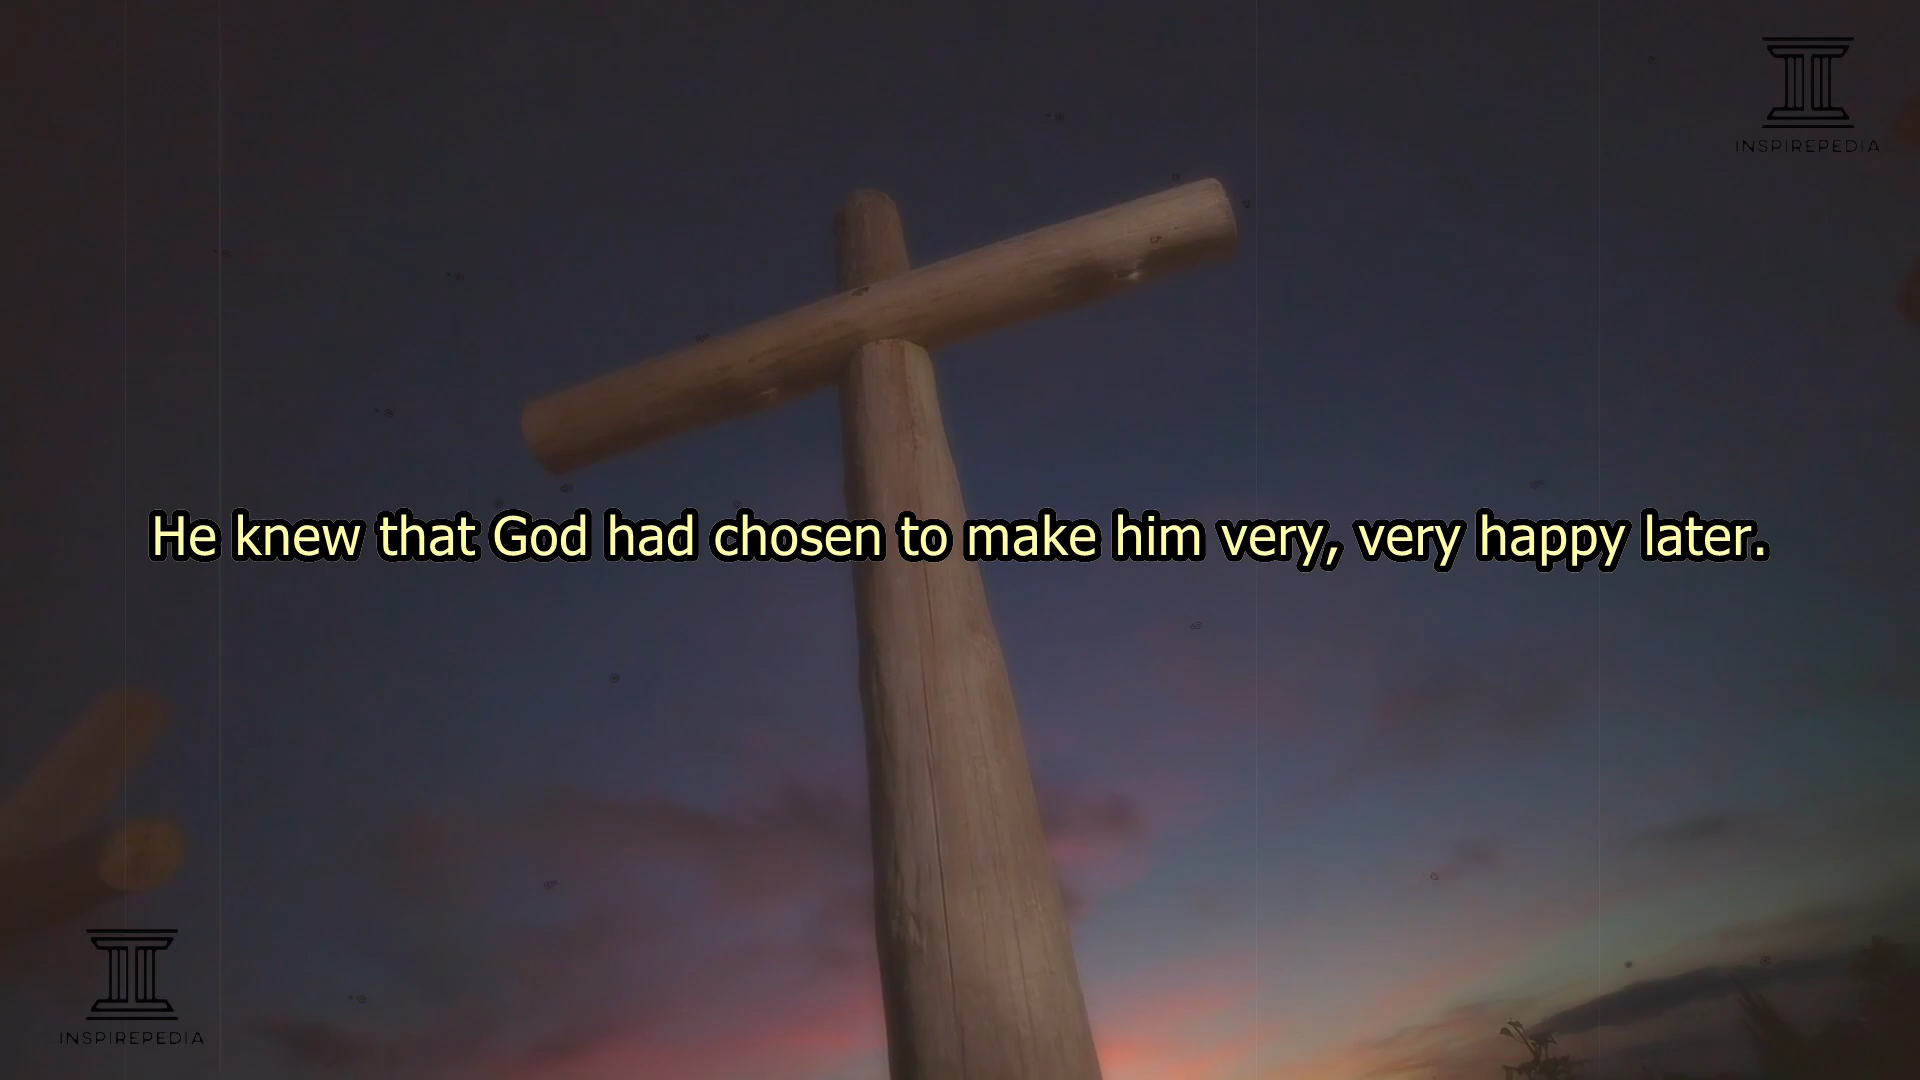 INSPIREPEDIA
He knew that God had chosen to make him very, very happy later.
INSPIREPEDIA